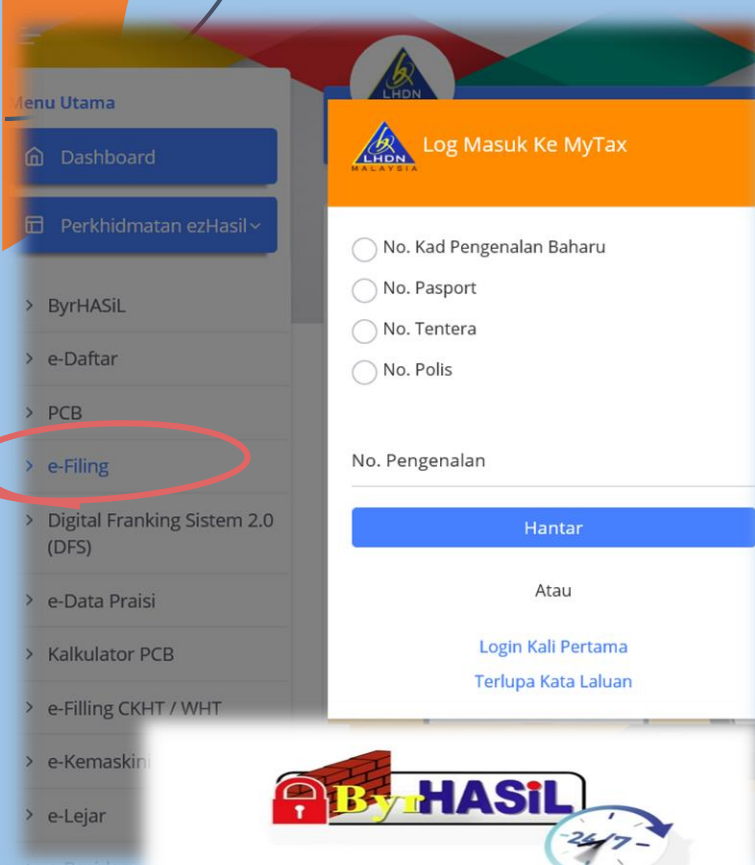 Menu Utama
Dashboard
Perkhidmatan ezHasil
ByrHASiL
e-Daftar
PCB
e-Filing
Digital Franking Sistem 2.0
(DFS)
e-Data Praisi
Kalkulator PCB
e-Filling CKHT / WHT
e-Kemaskini
e-Lejar
LHDN
LHDN
MALAYSIA
Log Masuk Ke MyTax
No. Kad Pengenalan Baharu
No. Pasport
No. Tentera
No. Polis
No. Pengenalan
Hantar
Atau
Login Kali Pertama
Terlupa Kata Laluan
ByrHASiL
-24/7-